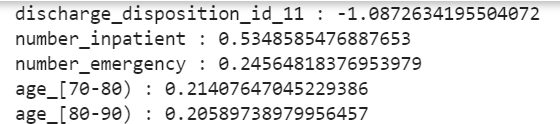 discharge_disposition_id_11 : -1.0872634195504072
number_inpatient : 0.5348585476887653
number_emergency : 0.24564818376953979
age_[70-80) : 0.21407647045229386
age_[80-90) : 0.20589738979956457